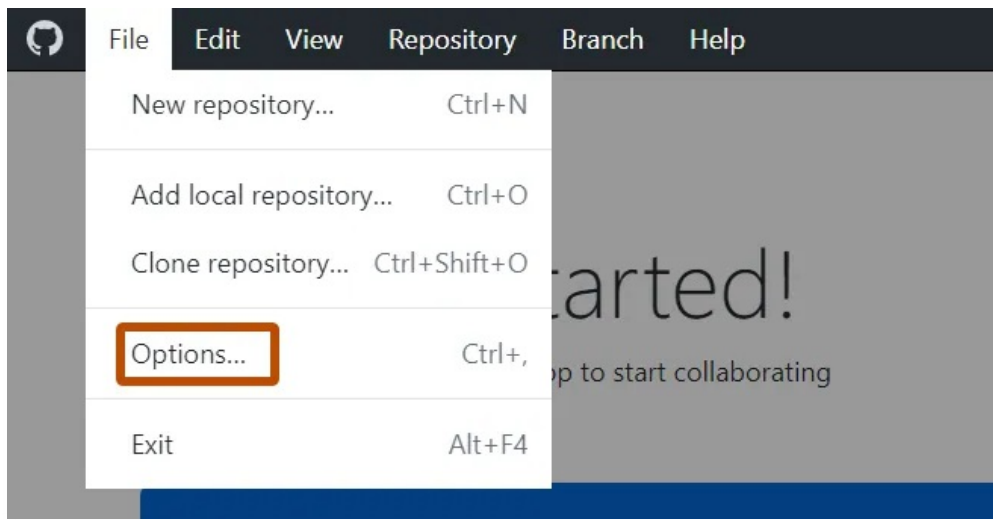 File Edit View Repository Branch Help
New repository... Ctrl+N
Add local repository... Ctrl+O
Clone repository... Ctrl+Shift+O
arted!
Options... Ctrl+,
to start collaborating
Exit Alt+F4